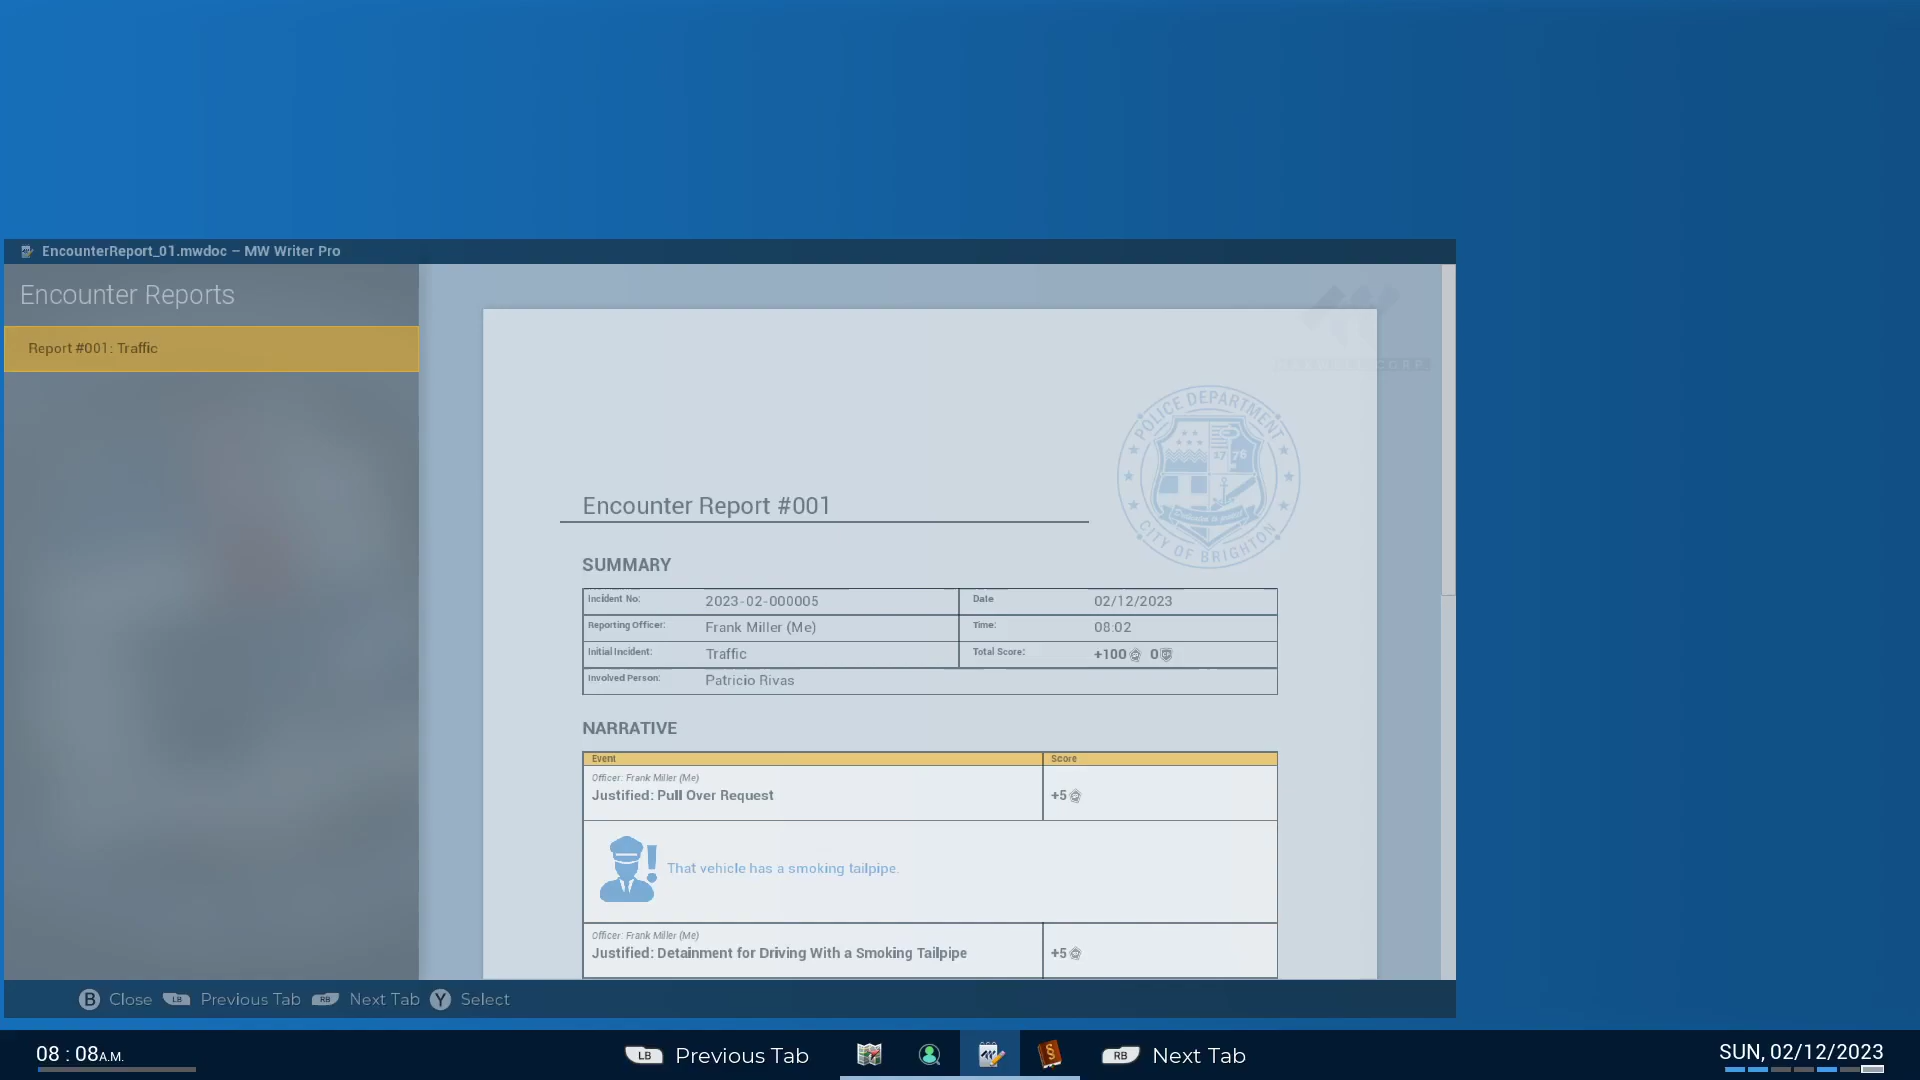 EncounterReport_01.mwdoc – MW Writer Pro
Encounter Reports
Report #001: Traffic
POLICE DEPARTMENT
17 76
CITY OF BRIGHTON
Encounter Report #001
SUMMARY
Incident No: 2023-02-000005 Date 02/12/2023
Reporting Officer: Frank Miller (Me) Time: 08:02
Initial Incident: Traffic Total Score: +100 0
Involved Person: Patricio Rivas
NARRATIVE
Event Score
Officer: Frank Miller (Me)
Justified: Pull Over Request +5
That vehicle has a smoking tailpipe.
Officer: Frank Miller (Me)
Justified: Detainment for Driving With a Smoking Tailpipe +5
B Close LB Previous Tab RB Next Tab Y Select
08 : 08 A.M. LB Previous Tab RB Next Tab SUN, 02/12/2023